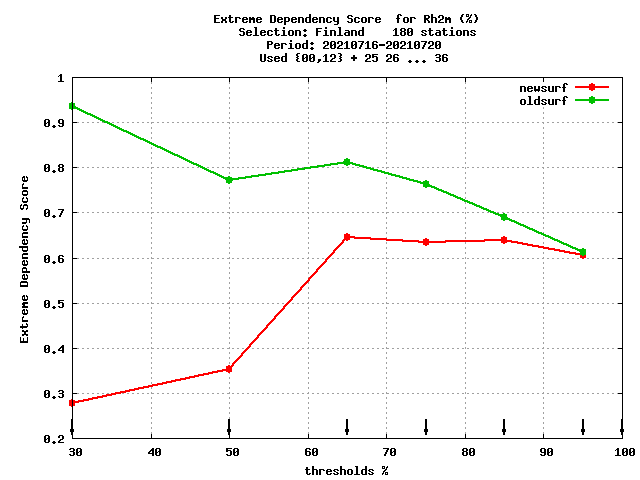 Extreme Dependency Score  for Rh2m (%)
Selection: Finland    180 stations
Period: 20210716-20210720
Used {00,12} + 25 26 ... 36
newsurf
oldsurf
Extreme Dependency Score
1
0.9
0.8
0.7
0.6
0.5
0.4
0.3
0.2
30 40 50 60 70 80 90 100
thresholds %